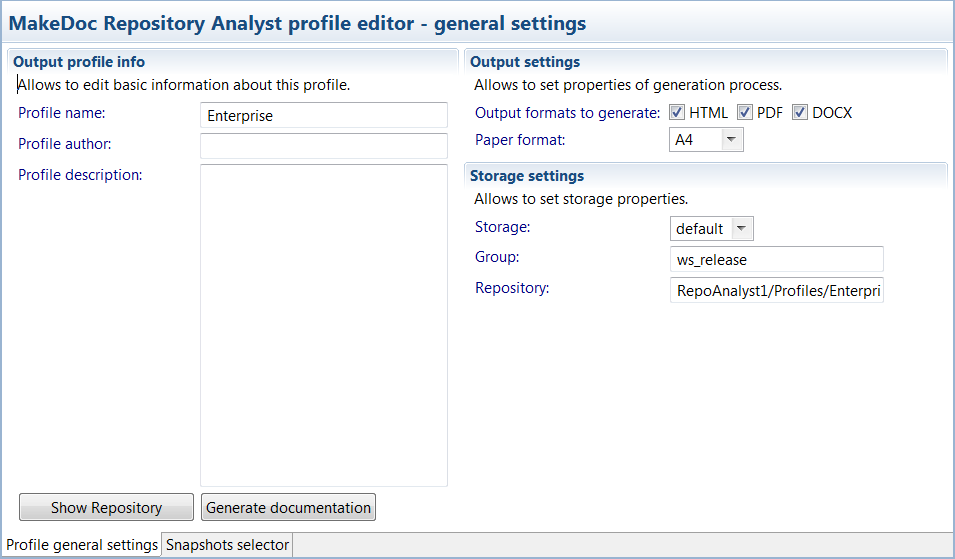 MakeDoc Repository Analyst profile editor - general settings
Output profile info
Allows to edit basic information about this profile.
Profile name:
Enterprise
Profile author:
Profile description:
Show Repository
Generate documentation
Output settings
Allows to set properties of generation process.
Output formats to generate: HTML PDF DOCX
Paper format:
A4
Storage settings
Allows to set storage properties.
Storage:
default
Group:
ws_release
Repository:
RepoAnalyst1/Profiles/Enterpri
Profile general settings
Snapshots selector